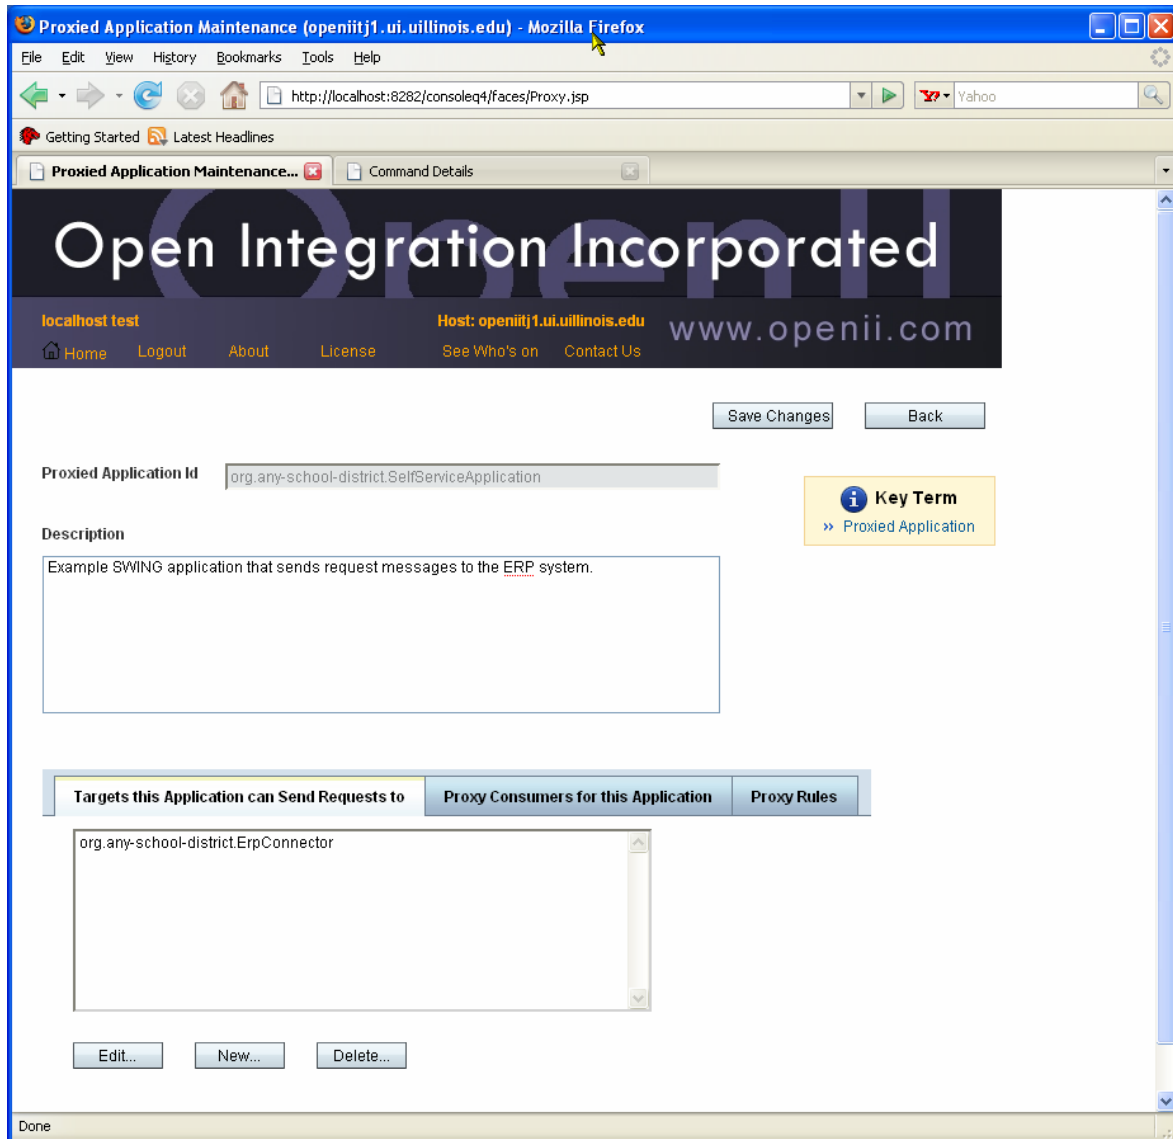 Proxied Application Maintenance (openiitj1.ui.uillinois.edu) - Mozilla Firefox
File Edit View History Bookmarks Tools Help
http://localhost:8282/consoleq4/faces/Proxy.jsp Yahoo
Getting Started Latest Headlines
Proxied Application Maintenance... Command Details
OpenII
Open Integration Incorporated
localhost test Host: openiitj1.ui.uillinois.edu www.openii.com
Home Logout About License See Who's on Contact Us
Save Changes Back
Proxied Application Id org.any-school-district.SelfServiceApplication
Key Term
» Proxied Application
Description
Example SWING application that sends request messages to the ERP system.
Targets this Application can Send Requests to Proxy Consumers for this Application Proxy Rules
org.any-school-district.ErpConnector
Edit... New... Delete...
Done